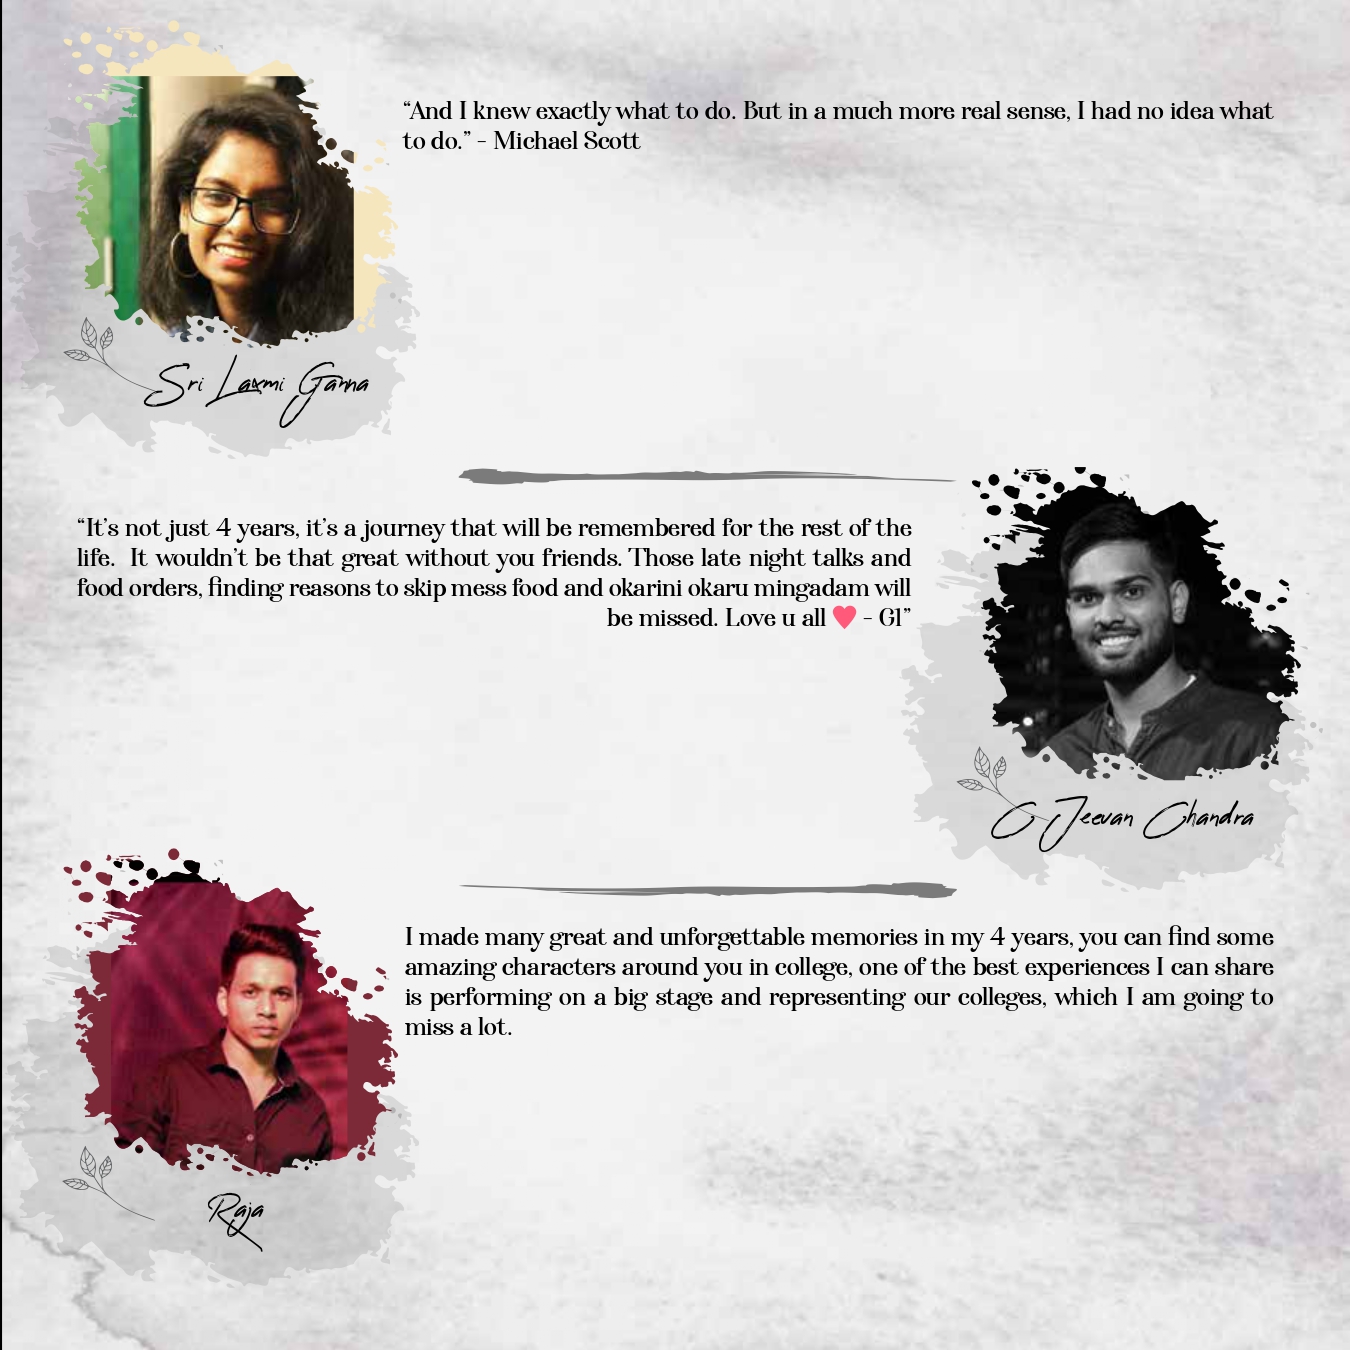 “And I knew exactly what to do. But in a much more real sense, I had no idea what
to do.” - Michael Scott
Sri Laxmi Ganna
“It’s not just 4 years, it’s a journey that will be remembered for the rest of the
life. It wouldn’t be that great without you friends. Those late night talks and
food orders, finding reasons to skip mess food and okarini okaru mingadam will
be missed. Love u all ♥ - G1”
C Jeevan Chandra
I made many great and unforgettable memories in my 4 years, you can find some
amazing characters around you in college, one of the best experiences I can share
is performing on a big stage and representing our colleges, which I am going to
miss a lot.
Raja